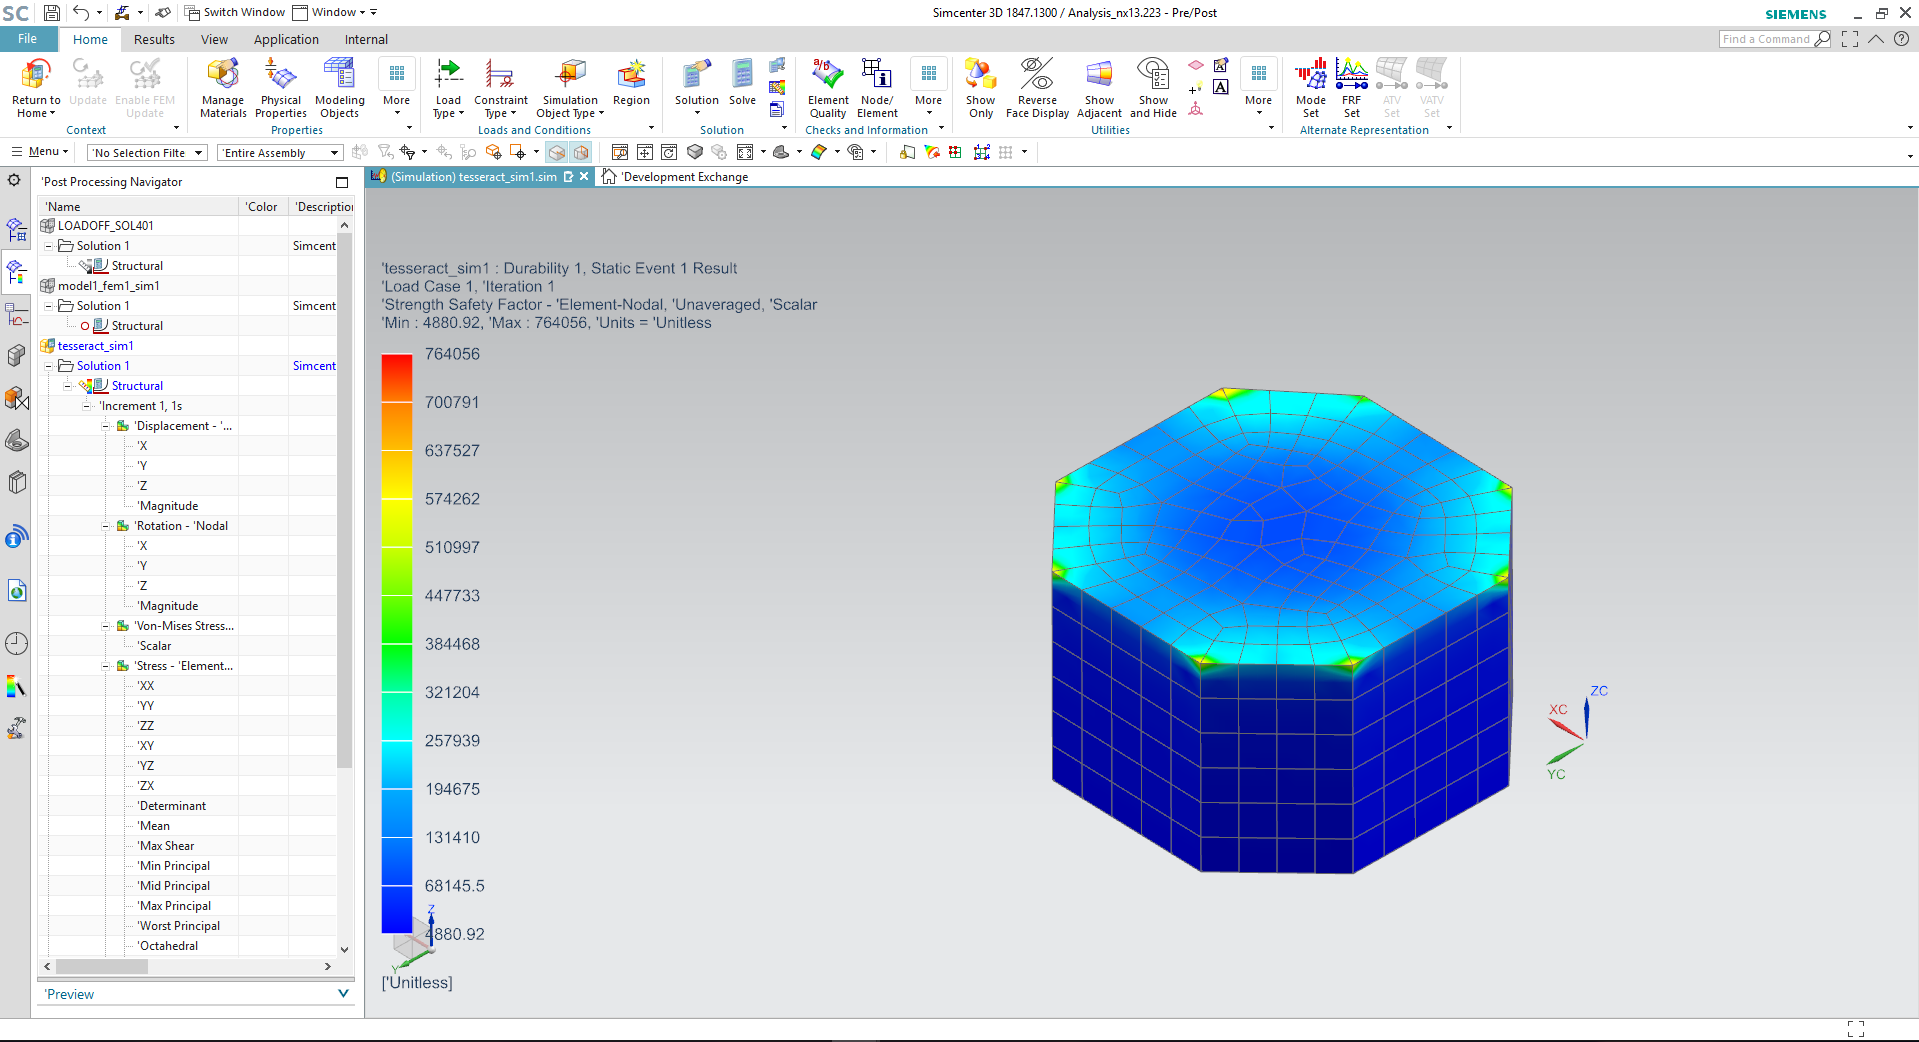 SC Switch Window Window Simcenter 3D 1847.1300 / Analysis_nx13.223 - Pre/Post SIEMENS
File Home Results View Application Internal Find a Command
Return to Home Update Enable FEM Update Manage Materials Physical Properties Modeling Objects More Load Type Constraint Type Simulation Object Type Region Solution Solve Element Quality Node/ Element More Show Only Reverse Face Display Show Adjacent Show and Hide More Mode Set FRF Set ATV Set VATV Set
Context Properties Loads and Conditions Solution Checks and Information Utilities Alternate Representation
Menu 'No Selection Filte 'Entire Assembly
'Post Processing Navigator
(Simulation) tesseract_sim1.sim 'Development Exchange
'Name 'Color 'Description
LOADOFF_SOL401
Solution 1 Simcent
Structural
model1_fem1_sim1
Solution 1 Simcent
Structural
tesseract_sim1
Solution 1 Simcent
Structural
'Increment 1, 1s
'Displacement - '...
'X
'Y
'Z
'Magnitude
'Rotation - 'Nodal
'X
'Y
'Z
'Magnitude
'Von-Mises Stress...
'Scalar
'Stress - 'Element...
'XX
'YY
'ZZ
'XY
'YZ
'ZX
'Determinant
'Mean
'Max Shear
'Min Principal
'Mid Principal
'Max Principal
'Worst Principal
'Octahedral
'Preview
'tesseract_sim1 : Durability 1, Static Event 1 Result
'Load Case 1, 'Iteration 1
'Strength Safety Factor - 'Element-Nodal, 'Unaveraged, 'Scalar
'Min : 4880.92, 'Max : 764056, 'Units = 'Unitless
764056
700791
637527
574262
510997
447733
384468
321204
257939
194675
131410
68145.5
4880.92
Z
Y
['Unitless]
ZC
XC
YC